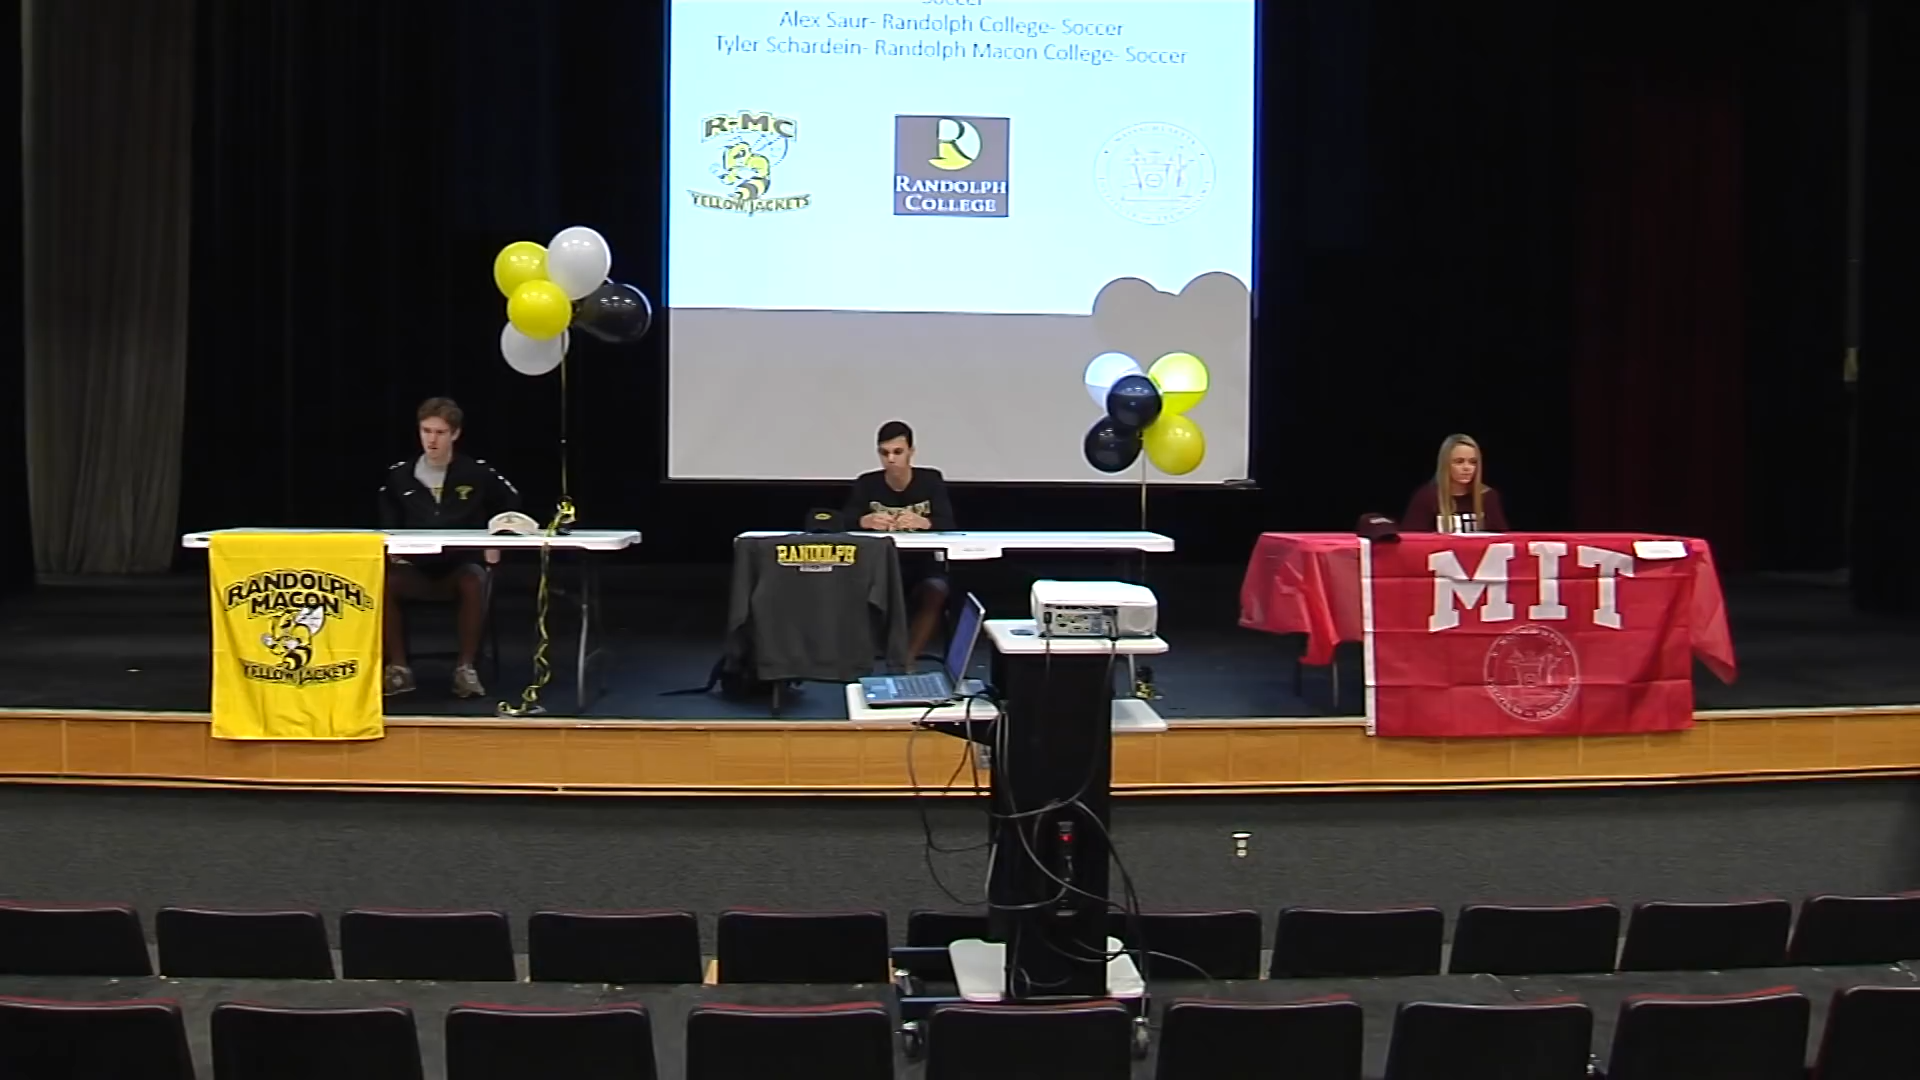 Soccer
Alex Saur- Randolph College- Soccer
Tyler Schardein- Randolph Macon College- Soccer
R-MC
YELLOW JACKETS
R
RANDOLPH
COLLEGE
RANDOLPH
MACON
YELLOW JACKETS
RANDOLPH
MIT